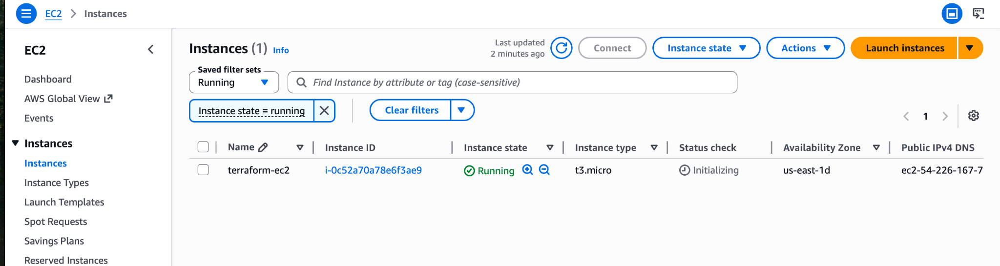 EC2 > Instances
EC2
Dashboard
AWS Global View
Events
Instances
Instances
Instance Types
Launch Templates
Spot Requests
Savings Plans
Reserved Instances
Instances (1) Info
Last updated
2 minutes ago
Connect
Instance state
Actions
Launch instances
Saved filter sets
Running
Find Instance by attribute or tag (case-sensitive)
Instance state = running
Clear filters
1
Name Instance ID Instance state Instance type Status check Availability Zone Public IPv4 DNS
terraform-ec2 i-0c52a70a78e6f3ae9 Running t3.micro Initializing us-east-1d ec2-54-226-167-7